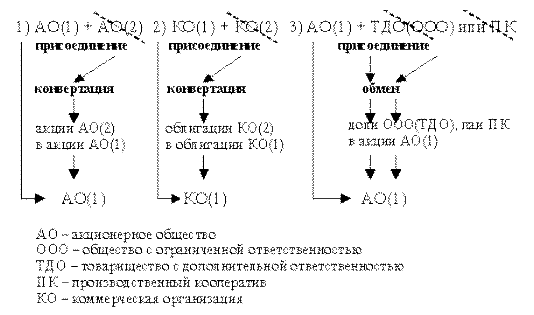 1) АО(1) + АО(2) 2) КО(1) + КО(2) 3) АО(1) + ТДО(ООО) или ПК
присоединение присоединение присоединение
конвертация конвертация обмен
акции АО(2) облигации КО(2) доли ООО(ТДО), паи ПК
в акции АО(1) в облигации КО(1) в акции АО(1)
АО(1) КО(1) АО(1)
АО – акционерное общество
ООО – общество с ограниченной ответственностью
ТДО – товарищество с дополнительной ответственностью
ПК – производственный кооператив
КО – коммерческая организация